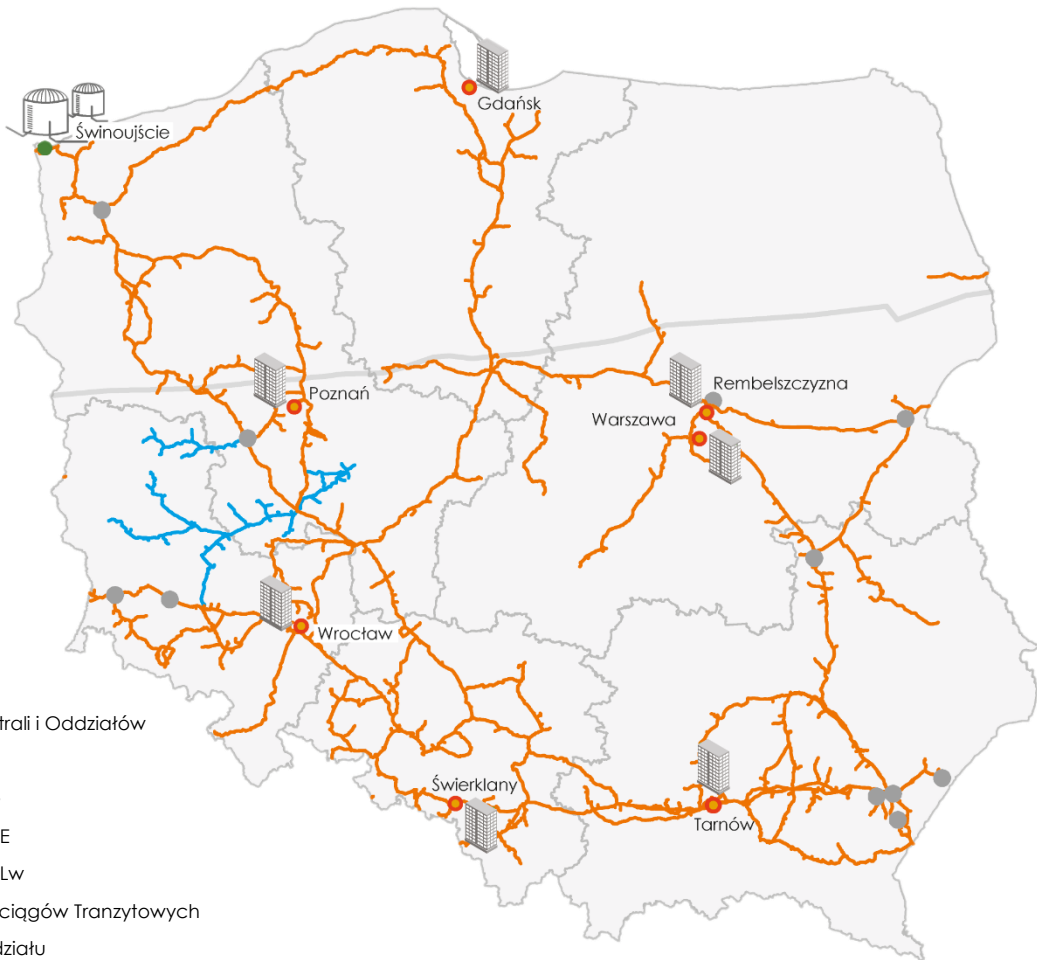 Gdańsk
Świnoujście
Rembelszczyzna
Poznań
Warszawa
Wrocław
trali i Oddziałów
Świerklany
Tarnów
E
Lw
ciągów Tranzytowych
działu